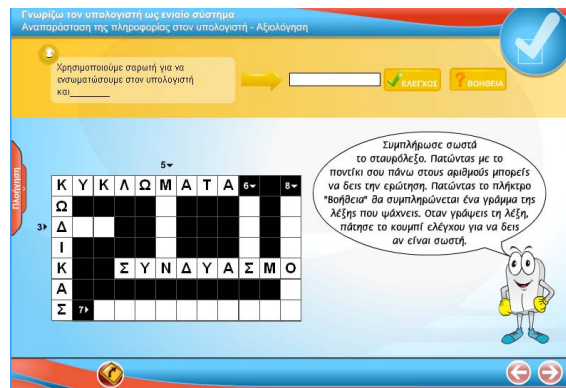 Γνωρίζω τον υπολογιστή ως ενιαίο σύστημα
Αναπαράσταση της πληροφορίας στον υπολογιστή - Αξιολόγηση
Χρησιμοποιούμε σαρωτή για να
ενσωματώσουμε στον υπολογιστή
και________
ΕΛΕΓΧΟΣ
ΒΟΗΘΕΙΑ
Πλοήγηση
Συμπλήρωσε σωστά
το σταυρόλεξο. Πατώντας με το
ποντίκι σου πάνω στους αριθμούς μπορείς
να δεις την ερώτηση. Πατώντας το πλήκτρο
"Βοήθεια" θα συμπληρώνεται ένα γράμμα της
λέξης που ψάχνεις. Όταν γράψεις τη λέξη,
πάτησε το κουμπί ελέγχου για να δεις
αν είναι σωστή.
5
Κ Υ Κ Λ Ω Μ Α Τ Α 6 8
Ω
3 Δ
Ι
Κ Σ Υ Ν Δ Υ Α Σ Μ Ο
Α
Σ 7